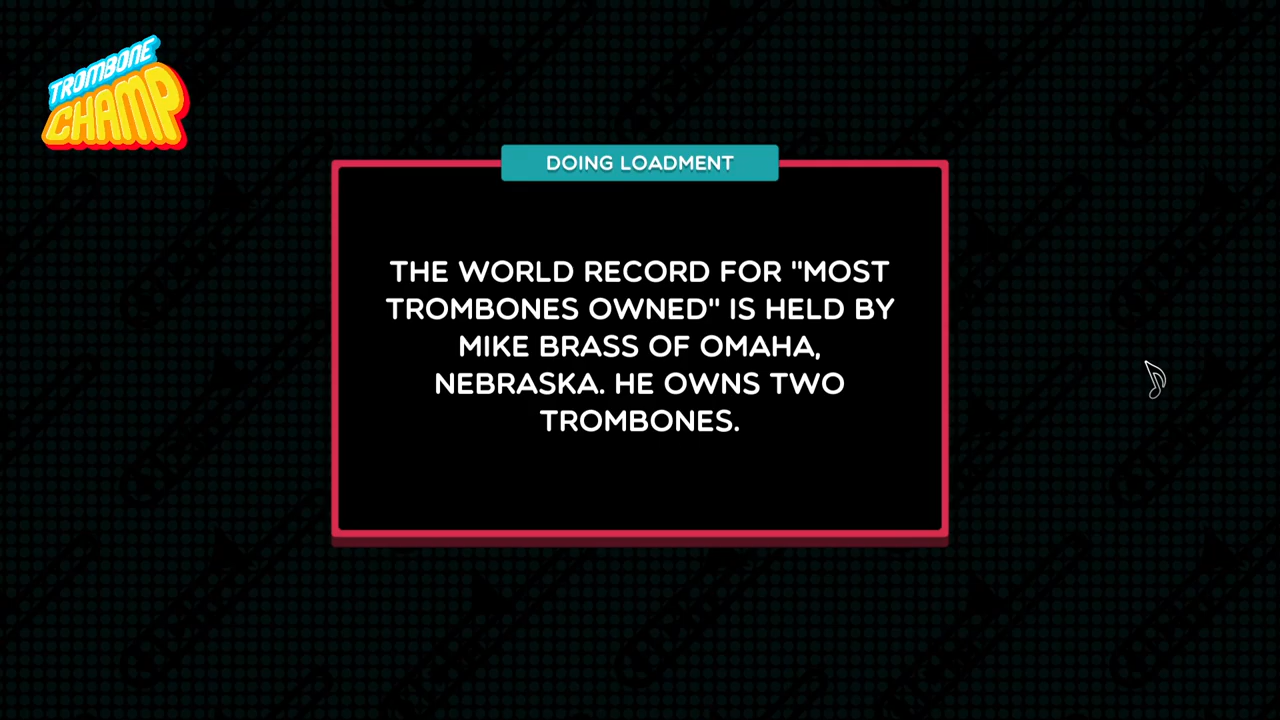 TROMBONE
CHAMP
DOING LOADMENT
THE WORLD RECORD FOR "MOST
TROMBONES OWNED" IS HELD BY
MIKE BRASS OF OMAHA,
NEBRASKA. HE OWNS TWO
TROMBONES.